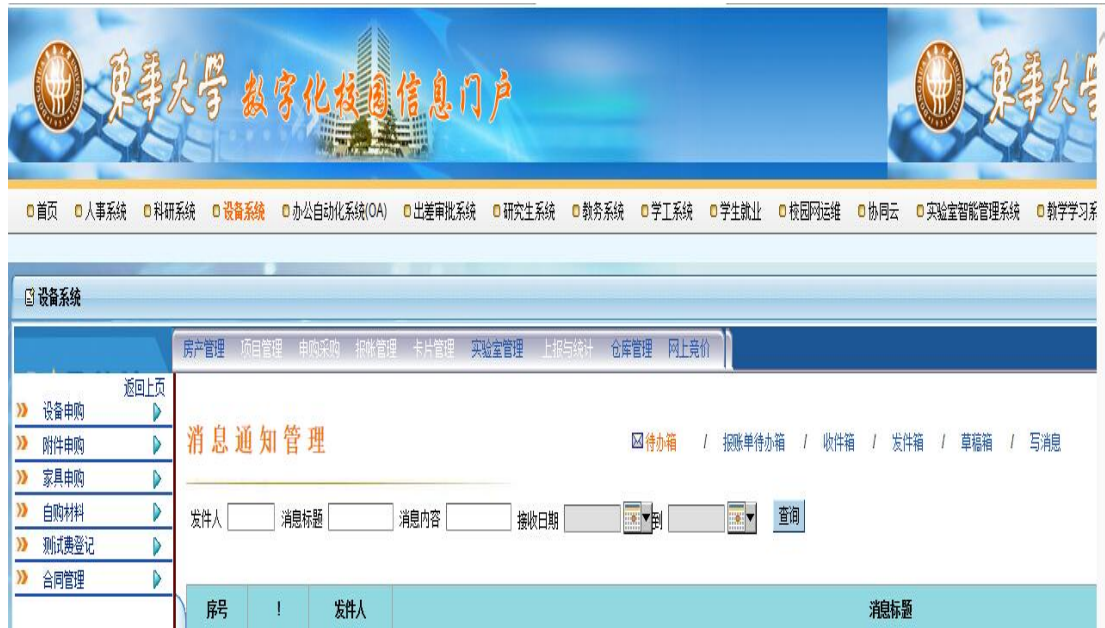 東華大学 数字化校园信息门户 東華大学
首页 人事系统 科研系统 设备系统 办公自动化系统(OA) 出差审批系统 研究生系统 教务系统 学工系统 学生就业 校园网运维 协同云 实验室智能管理系统 教学学习系
设备系统
房产管理 项目管理 申购采购 报帐管理 卡片管理 实验室管理 上报与统计 仓库管理 网上竞价
返回上页
设备申购
附件申购
家具申购
自购材料
测试费登记
合同管理
消息通知管理
待办箱 / 报账单待办箱 / 收件箱 / 发件箱 / 草稿箱 / 写消息
发件人 消息标题 消息内容 接收日期 到 查询
序号 ! 发件人 消息标题